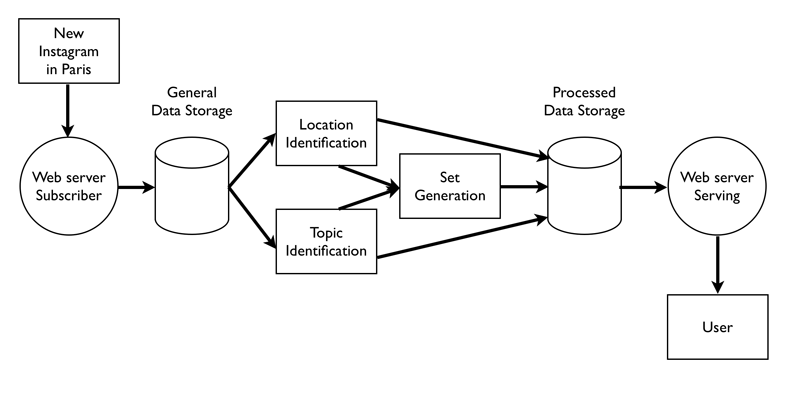 New
Instagram
in Paris
General
Data Storage
Processed
Data Storage
Location
Identification
Web server
Subscriber
Set
Generation
Web server
Serving
Topic
Identification
User